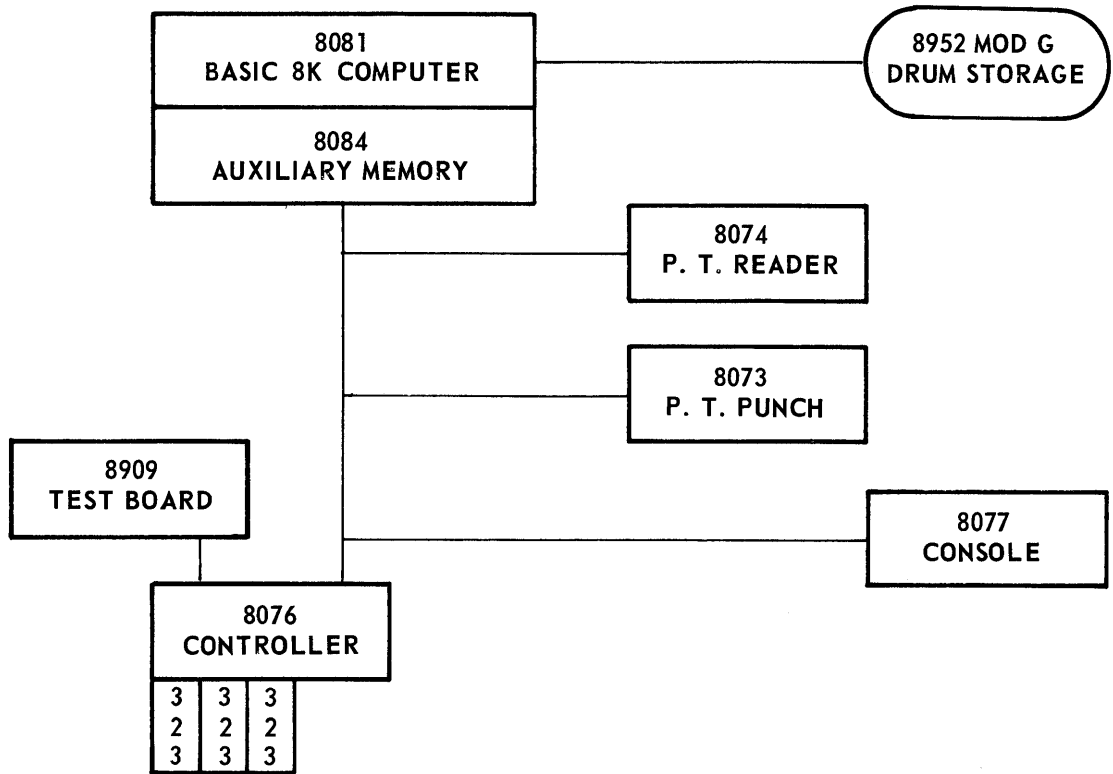 8081
BASIC 8K COMPUTER
8952 MOD G
DRUM STORAGE
8084
AUXILIARY MEMORY
8074
P. T. READER
8073
P. T. PUNCH
8909
TEST BOARD
8077
CONSOLE
8076
CONTROLLER
3 3 3
2 2 2
3 3 3